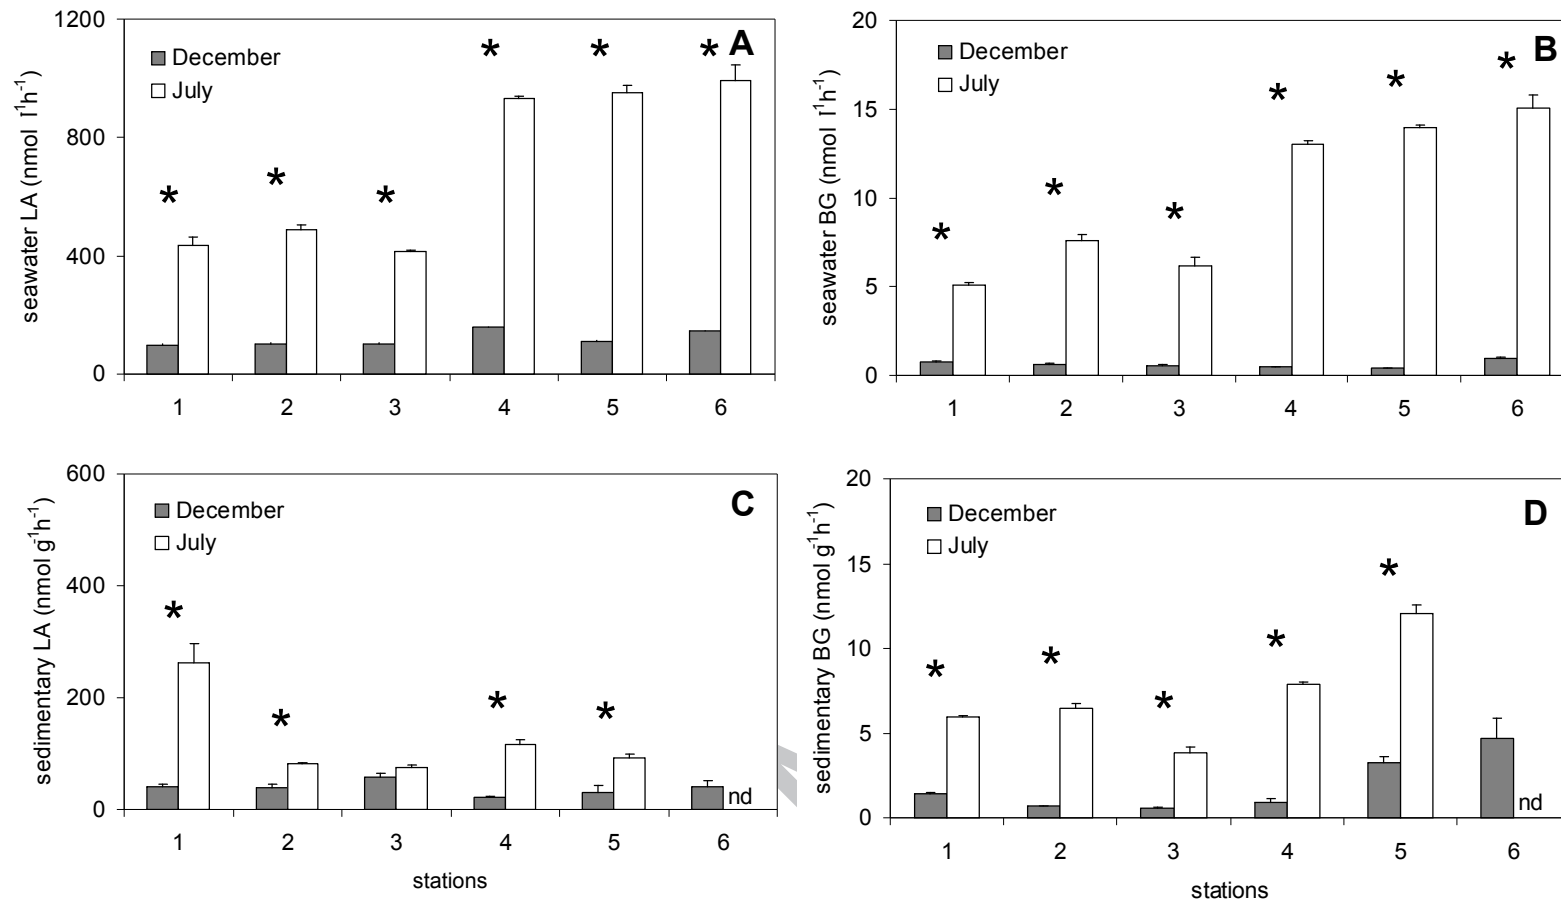 A
seawater LA (nmol l⁻¹h⁻¹)
December
July
1200
800
400
0
* * * * * *
1 2 3 4 5 6
B
seawater BG (nmol l⁻¹h⁻¹)
December
July
20
15
10
5
0
* * * * * *
1 2 3 4 5 6
C
sedimentary LA (nmol g⁻¹h⁻¹)
December
July
600
400
200
0
* * * *
nd
1 2 3 4 5 6
stations
D
sedimentary BG (nmol g⁻¹h⁻¹)
December
July
20
15
10
5
0
* * * * *
nd
1 2 3 4 5 6
stations